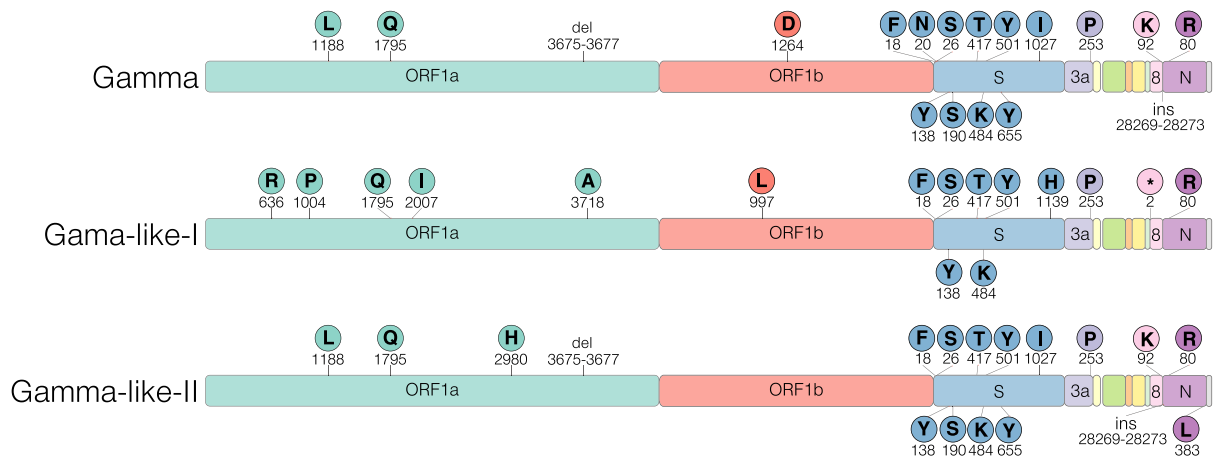 L Q del D F N S T Y I P K R
1188 1795 3675-3677 1264 18 20 26 417 501 1027 253 92 80
Gamma ORF1a ORF1b S 3a 8 N
Y S K Y ins
138 190 484 655 28269-28273
R P Q I A L F S T Y H P * R
636 1004 1795 2007 3718 997 18 26 417 501 1139 253 2 80
Gama-like-I ORF1a ORF1b S 3a 8 N
Y K
138 484
L Q H del F S T Y I P K R
1188 1795 2980 3675-3677 18 26 417 501 1027 253 92 80
Gamma-like-II ORF1a ORF1b S 3a 8 N
Y S K Y ins L
138 190 484 655 28269-28273 383